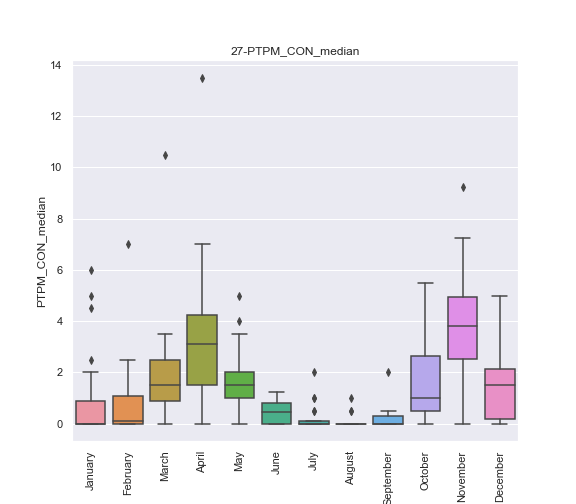 27-PTPM_CON_median
PTPM_CON_median
14
12
10
8
6
4
2
0
January
February
March
April
May
June
July
August
September
October
November
December